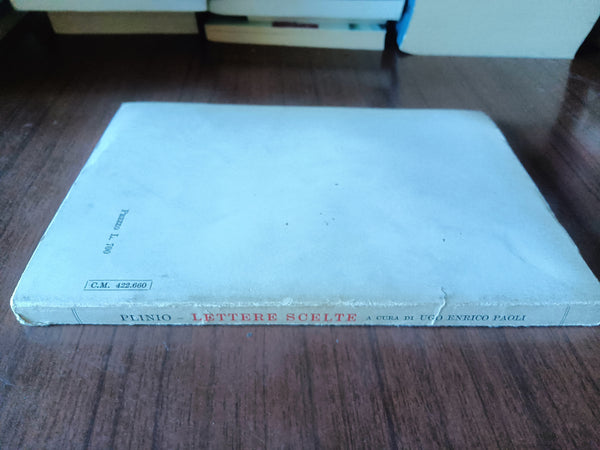 Prezzo L. 700
C.M. 422.660
PLINIO - LETTERE SCELTE A CURA DI UGO ENRICO PAOLI